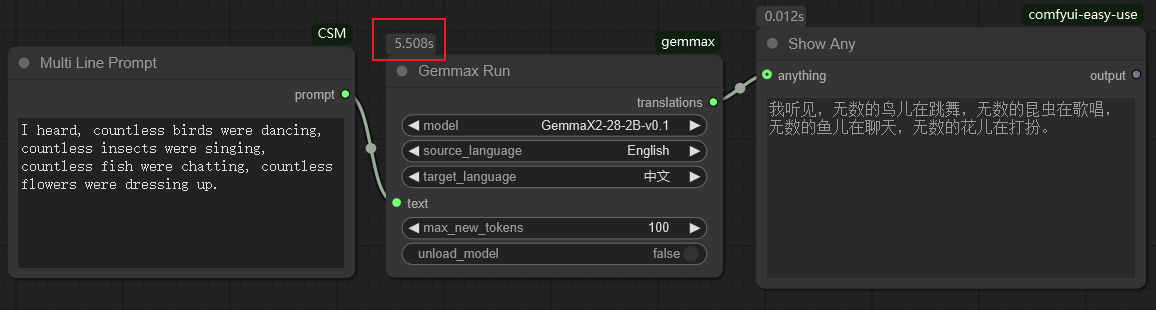 CSM
Multi Line Prompt
prompt
I heard, countless birds were dancing,
countless insects were singing,
countless fish were chatting, countless
flowers were dressing up.
5.508s
gemmax
Gemmax Run
translations
model GemmaX2-28-2B-v0.1
source_language English
target_language 中文
text
max_new_tokens 100
unload_model false
0.012s
comfyui-easy-use
Show Any
anything output
我听见，无数的鸟儿在跳舞，无数的昆虫在歌唱，
无数的鱼儿在聊天，无数的花儿在打扮。